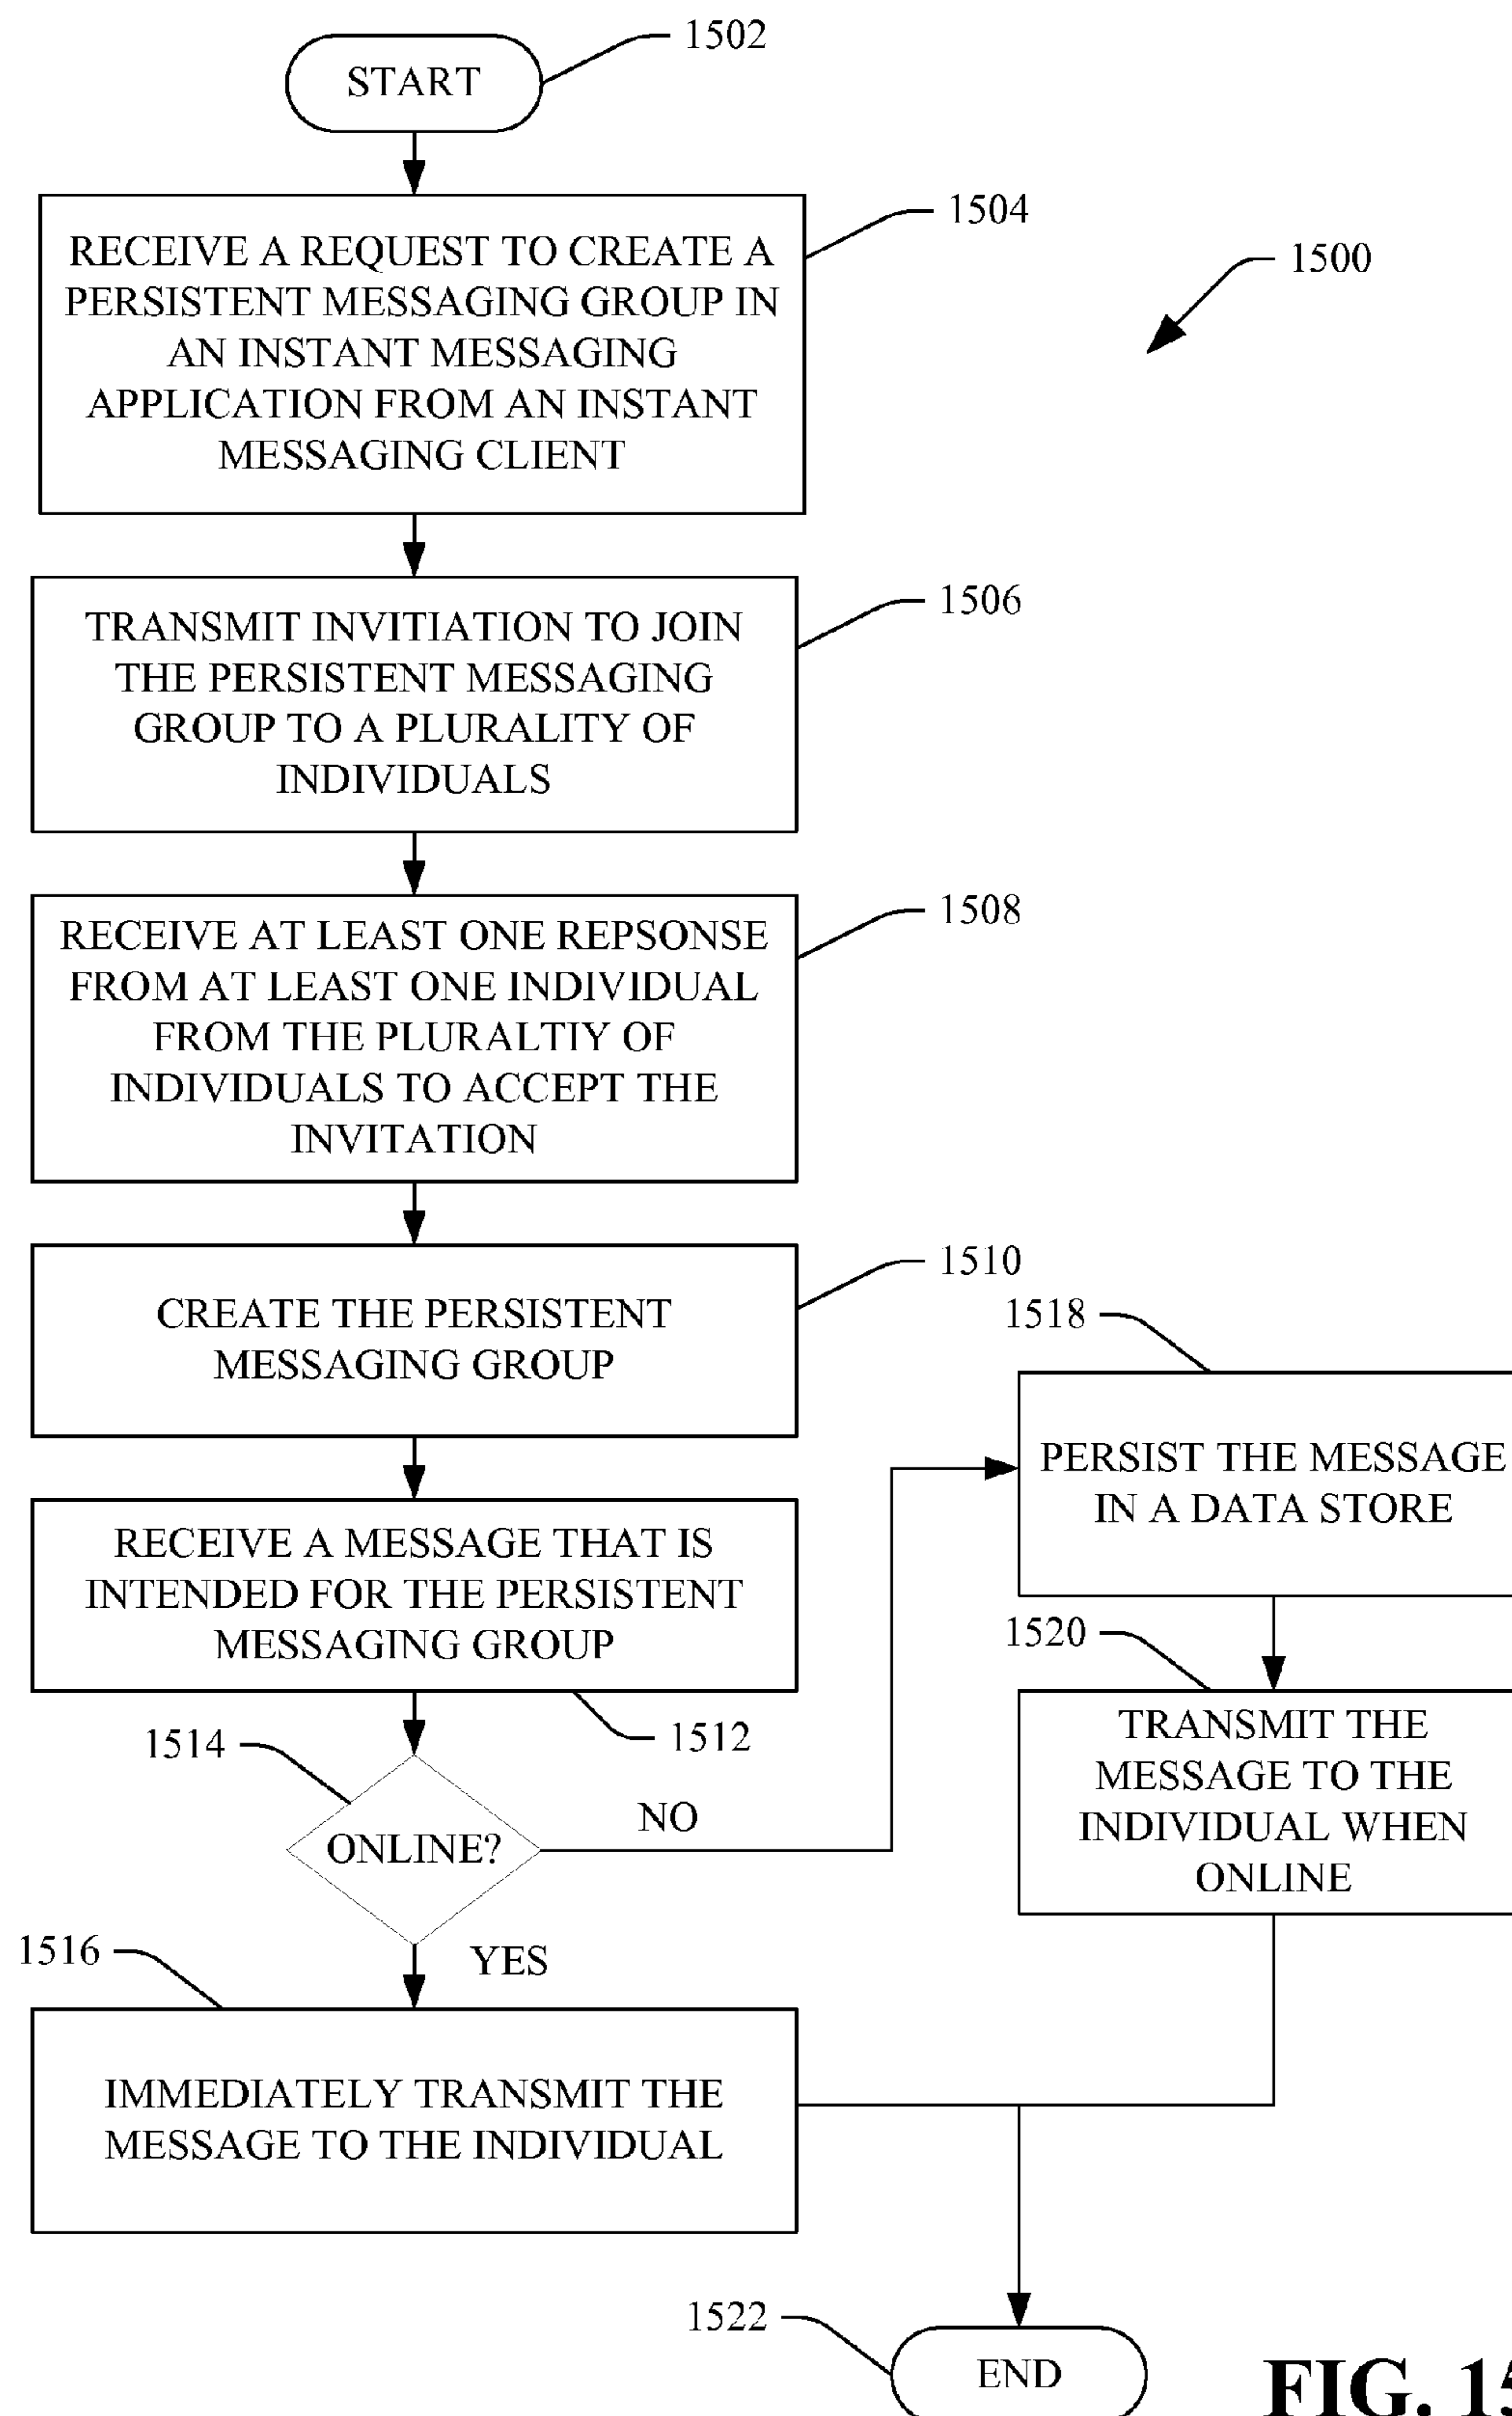 1502
START
1504
RECEIVE A REQUEST TO CREATE A
PERSISTENT MESSAGING GROUP IN
AN INSTANT MESSAGING
APPLICATION FROM AN INSTANT
MESSAGING CLIENT
1500
1506
TRANSMIT INVITIATION TO JOIN
THE PERSISTENT MESSAGING
GROUP TO A PLURALITY OF
INDIVIDUALS
1508
RECEIVE AT LEAST ONE REPSONSE
FROM AT LEAST ONE INDIVIDUAL
FROM THE PLURALTIY OF
INDIVIDUALS TO ACCEPT THE
INVITATION
1510
CREATE THE PERSISTENT
MESSAGING GROUP
RECEIVE A MESSAGE THAT IS
INTENDED FOR THE PERSISTENT
MESSAGING GROUP
1512
1514
ONLINE?
NO
YES
1518
PERSIST THE MESSAGE
IN A DATA STORE
1520
TRANSMIT THE
MESSAGE TO THE
INDIVIDUAL WHEN
ONLINE
1516
IMMEDIATELY TRANSMIT THE
MESSAGE TO THE INDIVIDUAL
1522
END
FIG. 15